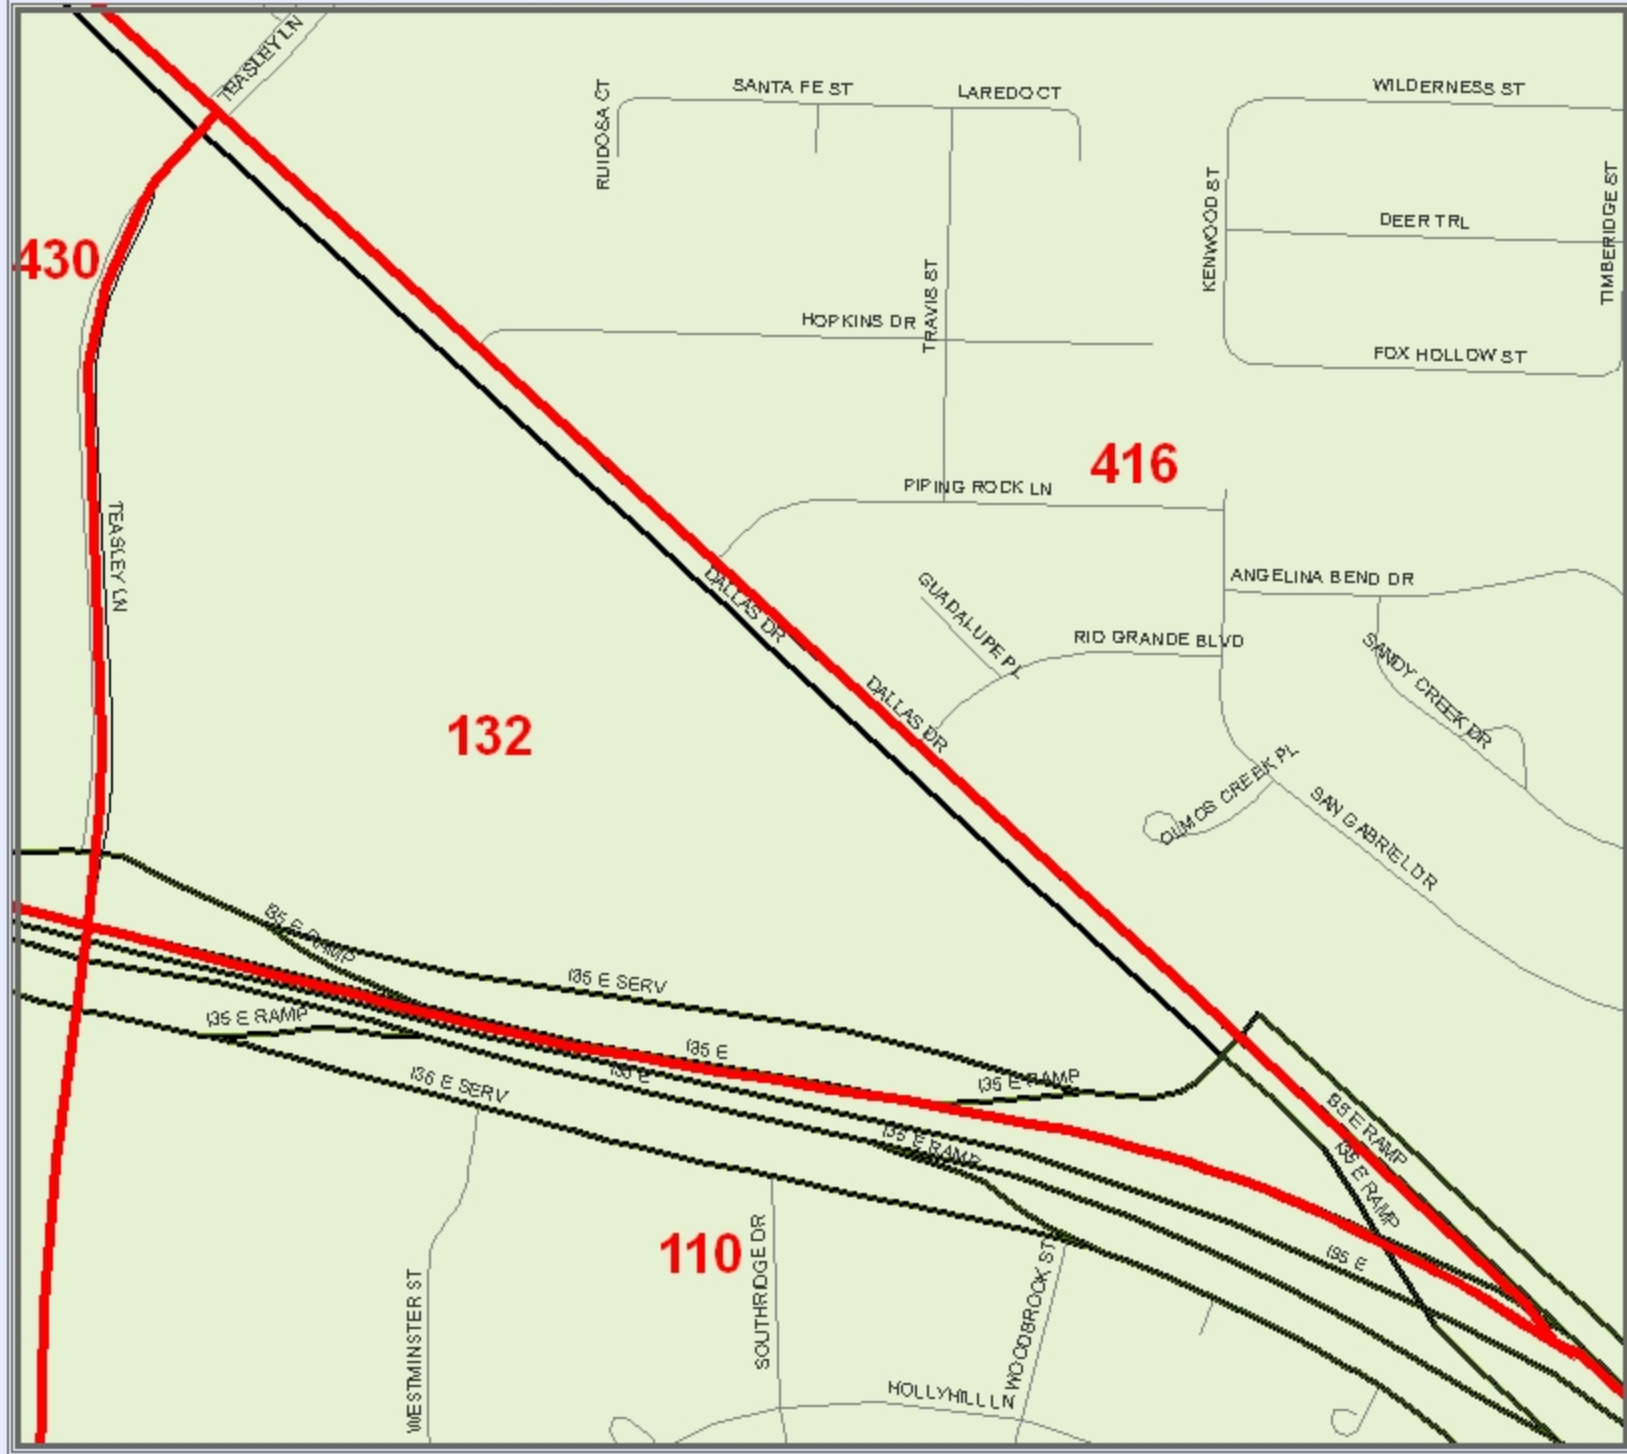 TEASLEY LN
RUIDOSA CT
SANTA FE ST
LAREDO CT
WILDERNESS ST
KENWOOD ST
TIMBERIDGE ST
DEER TRL
430
TRAVIS ST
HOPKINS DR
FOX HOLLOW ST
416
PIPING ROCK LN
TEASLEY LN
DALLAS DR
GUADALUPE PL
ANGELINA BEND DR
RIO GRANDE BLVD
SANDY CREEK DR
DALLAS DR
132
OLMOS CREEK PL
SAN GABRIEL DR
I35 E RAMP
I35 E SERV
I35 E RAMP
I35 E
I35 E
I35 E SERV
I35 E RAMP
I35 E RAMP
I35 E RAMP
I35 E RAMP
110
I35 E
WESTMINSTER ST
SOUTHRIDGE DR
WOODBROOK ST
HOLLYHILL LN